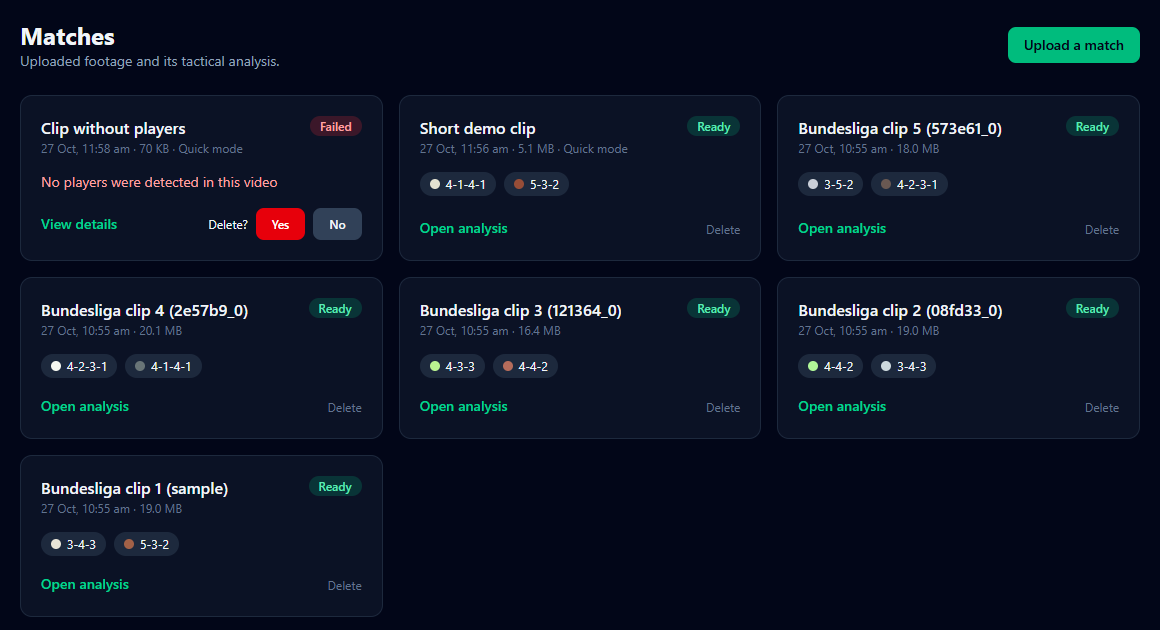 Matches
Uploaded footage and its tactical analysis.
Upload a match
Clip without players
Failed
27 Oct, 11:58 am · 70 KB · Quick mode
No players were detected in this video
View details
Delete?
Yes
No
Short demo clip
Ready
27 Oct, 11:56 am · 5.1 MB · Quick mode
4-1-4-1
5-3-2
Open analysis
Delete
Bundesliga clip 5 (573e61_0)
Ready
27 Oct, 10:55 am · 18.0 MB
3-5-2
4-2-3-1
Open analysis
Delete
Bundesliga clip 4 (2e57b9_0)
Ready
27 Oct, 10:55 am · 20.1 MB
4-2-3-1
4-1-4-1
Open analysis
Delete
Bundesliga clip 3 (121364_0)
Ready
27 Oct, 10:55 am · 16.4 MB
4-3-3
4-4-2
Open analysis
Delete
Bundesliga clip 2 (08fd33_0)
Ready
27 Oct, 10:55 am · 19.0 MB
4-4-2
3-4-3
Open analysis
Delete
Bundesliga clip 1 (sample)
Ready
27 Oct, 10:55 am · 19.0 MB
3-4-3
5-3-2
Open analysis
Delete